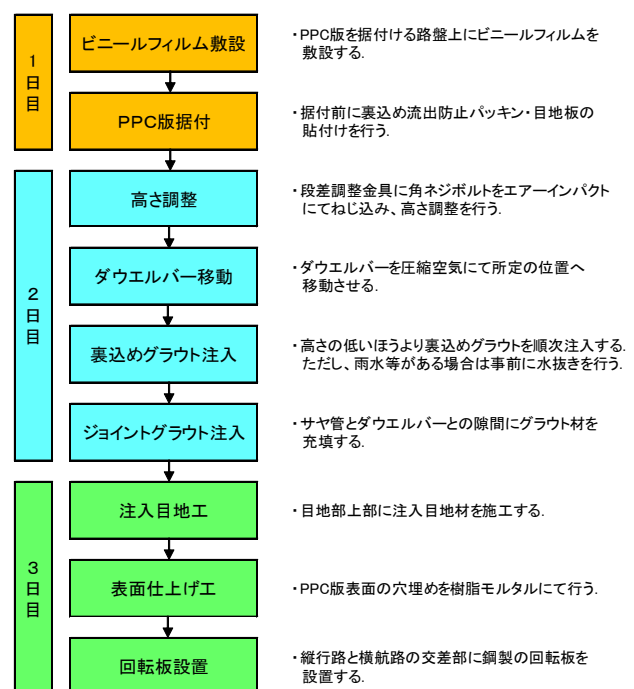 1
日
目
ビニールフィルム敷設
・PPC版を据付ける路盤上にビニールフィルムを
敷設する.
PPC版据付
・据付前に裏込め流出防止パッキン・目地板の
貼付けを行う.
2
日
目
高さ調整
・段差調整金具に角ネジボルトをエアーインパクト
にてねじ込み、高さ調整を行う.
ダウエルバー移動
・ダウエルバーを圧縮空気にて所定の位置へ
移動させる.
裏込めグラウト注入
・高さの低いほうより裏込めグラウトを順次注入する.
ただし、雨水等がある場合は事前に水抜きを行う.
ジョイントグラウト注入
・サヤ管とダウエルバーとの隙間にグラウト材を
充填する.
3
日
目
注入目地工
・目地部上部に注入目地材を施工する.
表面仕上げ工
・PPC版表面の穴埋めを樹脂モルタルにて行う.
回転板設置
・縦行路と横航路の交差部に鋼製の回転板を
設置する.